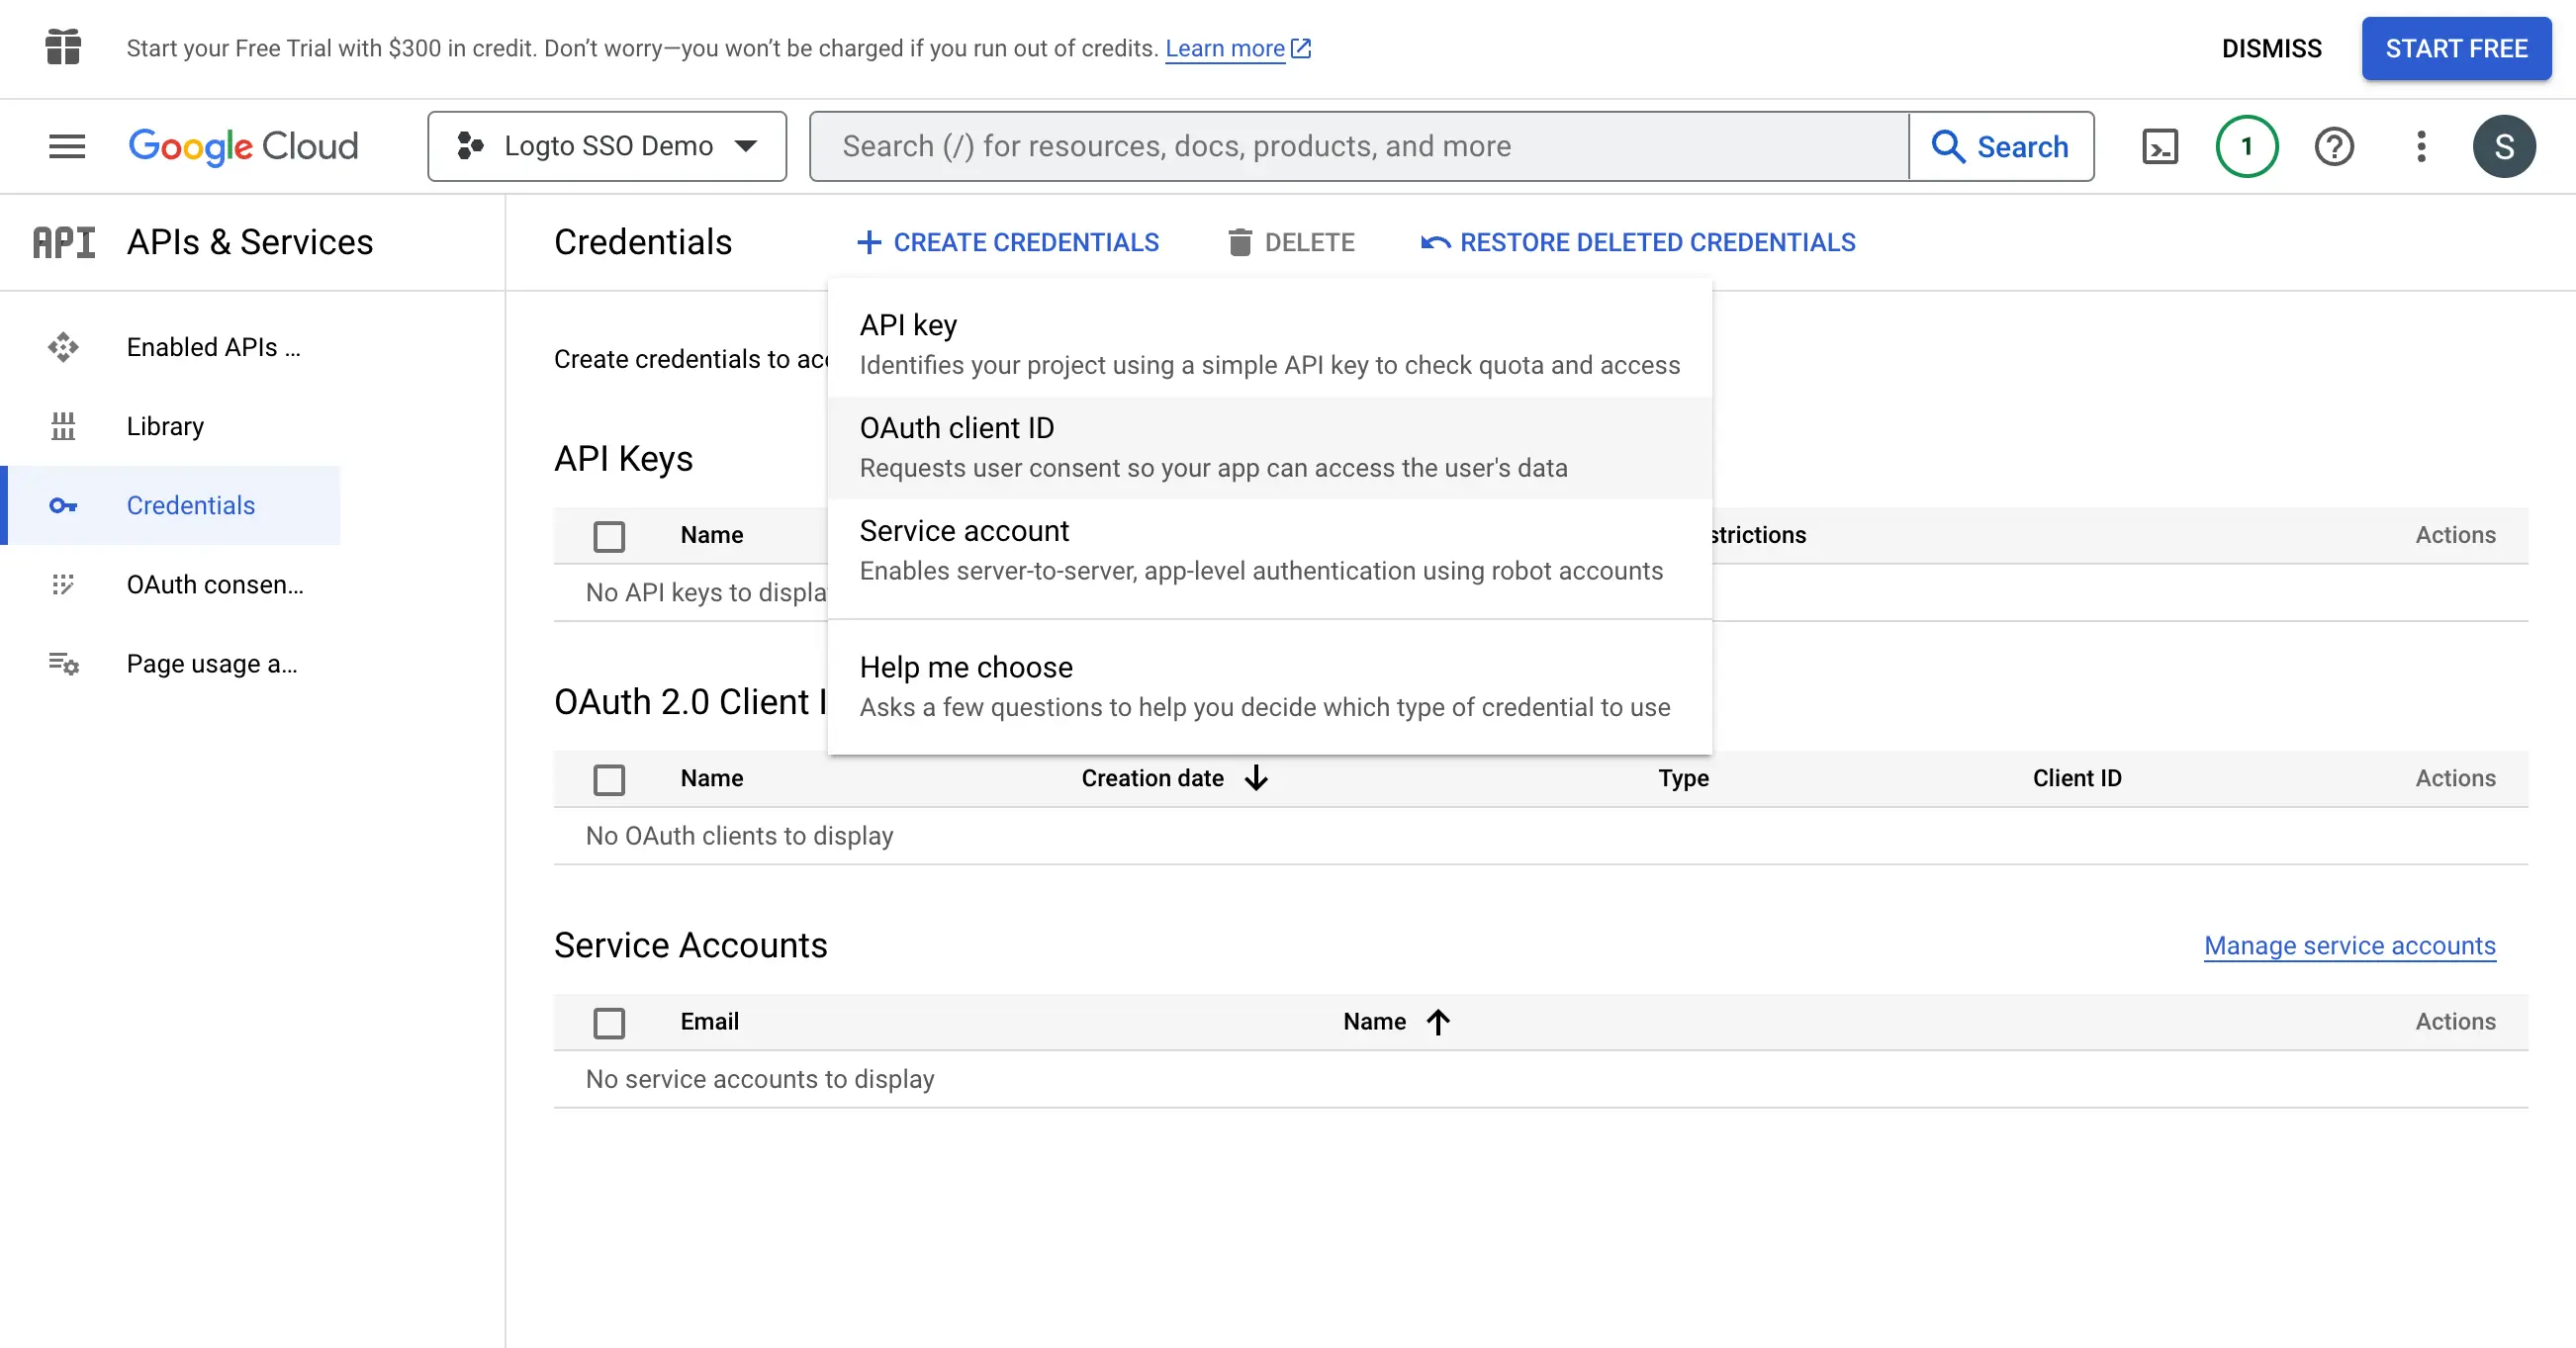 Start your Free Trial with $300 in credit. Don’t worry—you won’t be charged if you run out of credits. Learn more
DISMISS
START FREE
Google Cloud
Logto SSO Demo
Search (/) for resources, docs, products, and more
Search
1
S
API
APIs & Services
Credentials
CREATE CREDENTIALS
DELETE
RESTORE DELETED CREDENTIALS
Enabled APIs ...
Library
Credentials
OAuth consen...
Page usage a...
Create credentials to acc
API key
Identifies your project using a simple API key to check quota and access
OAuth client ID
Requests user consent so your app can access the user's data
Service account
Enables server-to-server, app-level authentication using robot accounts
Help me choose
Asks a few questions to help you decide which type of credential to use
API Keys
Name
strictions
Actions
No API keys to displa
OAuth 2.0 Client I
Name
Creation date
Type
Client ID
Actions
No OAuth clients to display
Service Accounts
Manage service accounts
Email
Name
Actions
No service accounts to display